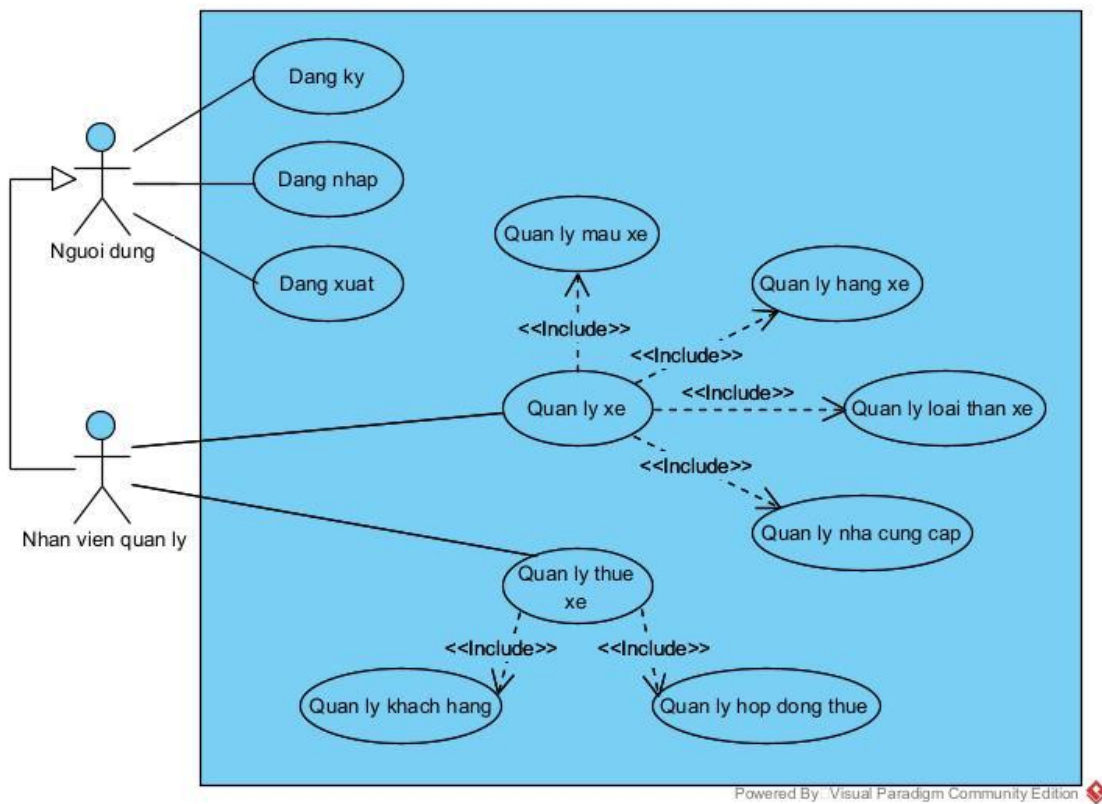 Dang ky
Dang nhap
Nguoi dung
Dang xuat
Quan ly mau xe
Quan ly hang xe
<<Include>>
<<Include>>
<<Include>>
Quan ly xe
Quan ly loai than xe
<<Include>>
Nhan vien quan ly
Quan ly nha cung cap
Quan ly thue
xe
<<Include>>
<<Include>>
Quan ly khach hang
Quan ly hop dong thue
Powered By: Visual Paradigm Community Edition